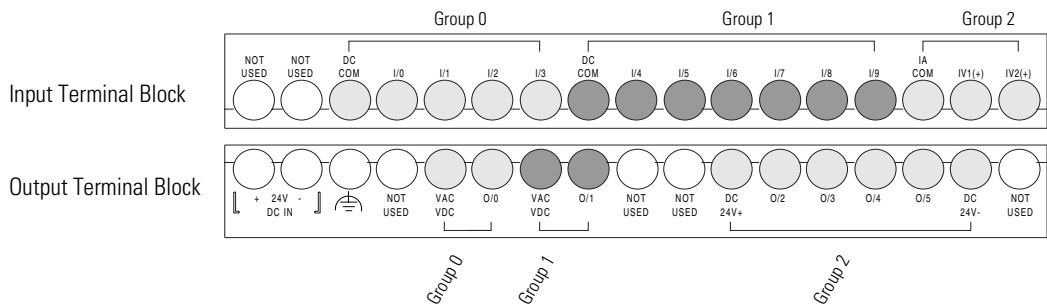 Group 0 Group 1 Group 2
NOT NOT DC DC IA
USED USED COM I/0 I/1 I/2 I/3 COM I/4 I/5 I/6 I/7 I/8 I/9 COM IV1(+) IV2(+)
Input Terminal Block
Output Terminal Block
+ 24V - NOT VAC O/0 VAC O/1 NOT NOT DC O/2 O/3 O/4 O/5 DC NOT
DC IN USED VDC VDC USED USED 24V+ 24V- USED
Group 0 Group 1 Group 2